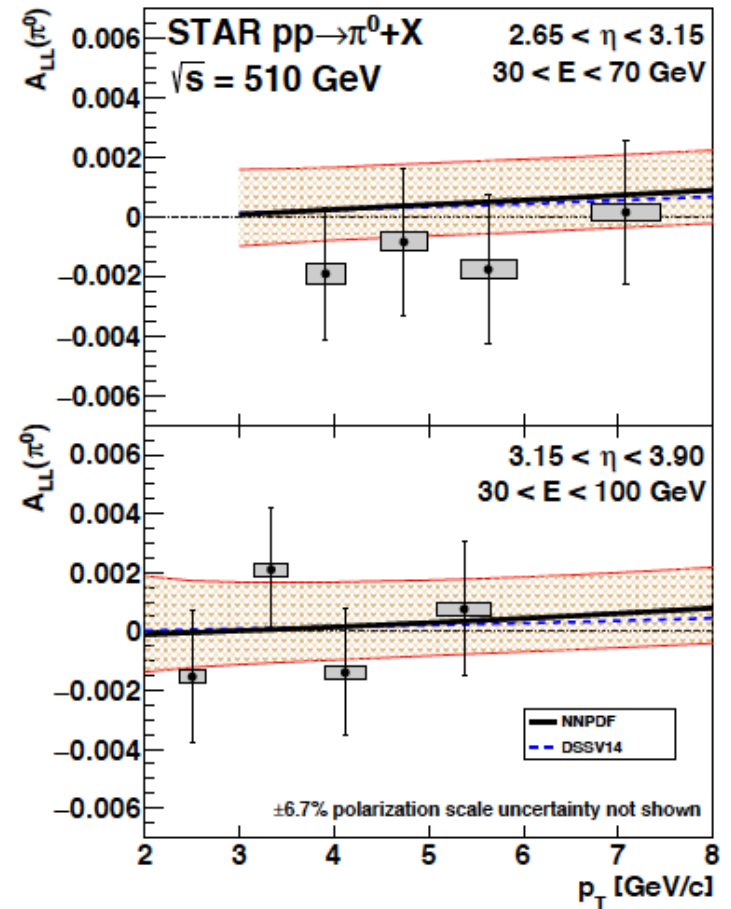 A_LL(π⁰)
0.006
0.004
0.002
0
−0.002
−0.004
−0.006
STAR pp→π⁰+X
√s = 510 GeV
2.65 < η < 3.15
30 < E < 70 GeV
A_LL(π⁰)
0.006
0.004
0.002
0
−0.002
−0.004
−0.006
3.15 < η < 3.90
30 < E < 100 GeV
NNPDF
DSSV14
±6.7% polarization scale uncertainty not shown
2 3 4 5 6 7 8
p_T [GeV/c]